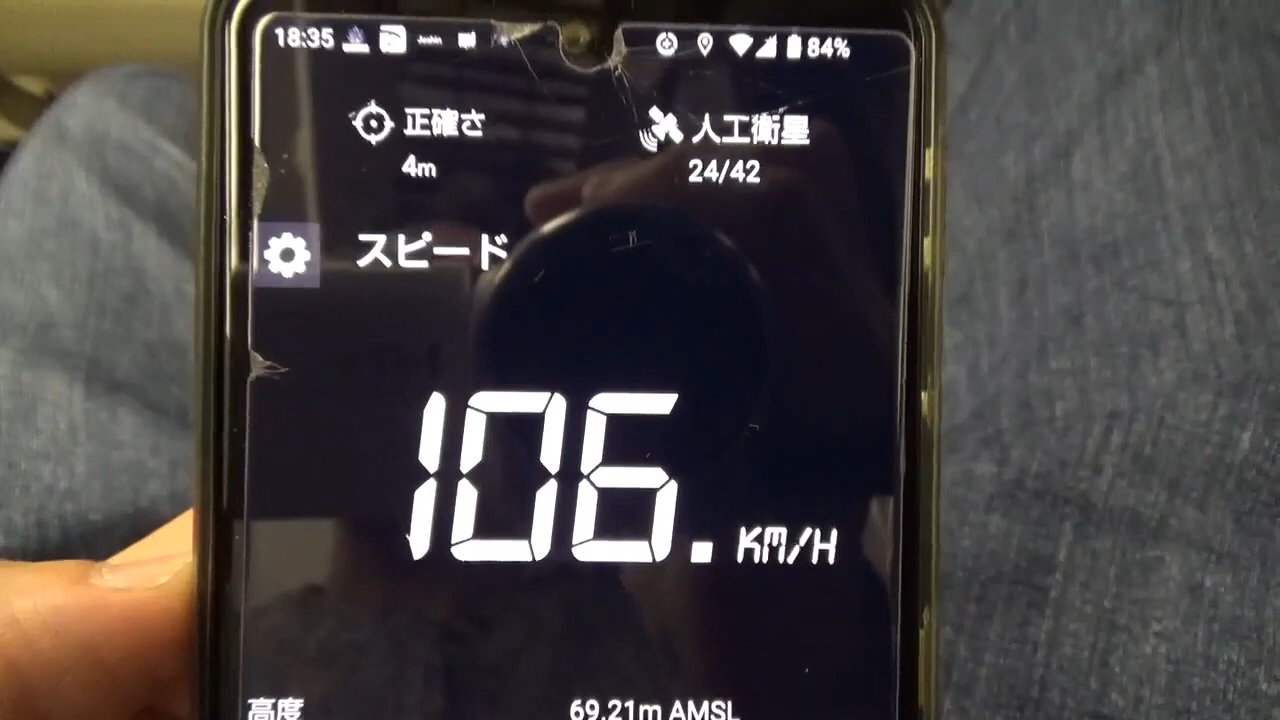 18:35 Joshin 84%
正確さ 人工衛星
4m 24/42
スピード
106. KM/H
高度 69.21m AMSL